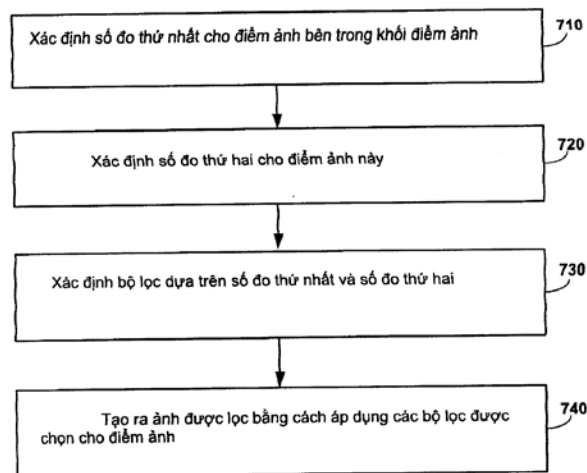 Xác định số đo thứ nhất cho điểm ảnh bên trong khối điểm ảnh
710
Xác định số đo thứ hai cho điểm ảnh này
720
Xác định bộ lọc dựa trên số đo thứ nhất và số đo thứ hai
730
Tạo ra ảnh được lọc bằng cách áp dụng các bộ lọc được
chọn cho điểm ảnh
740